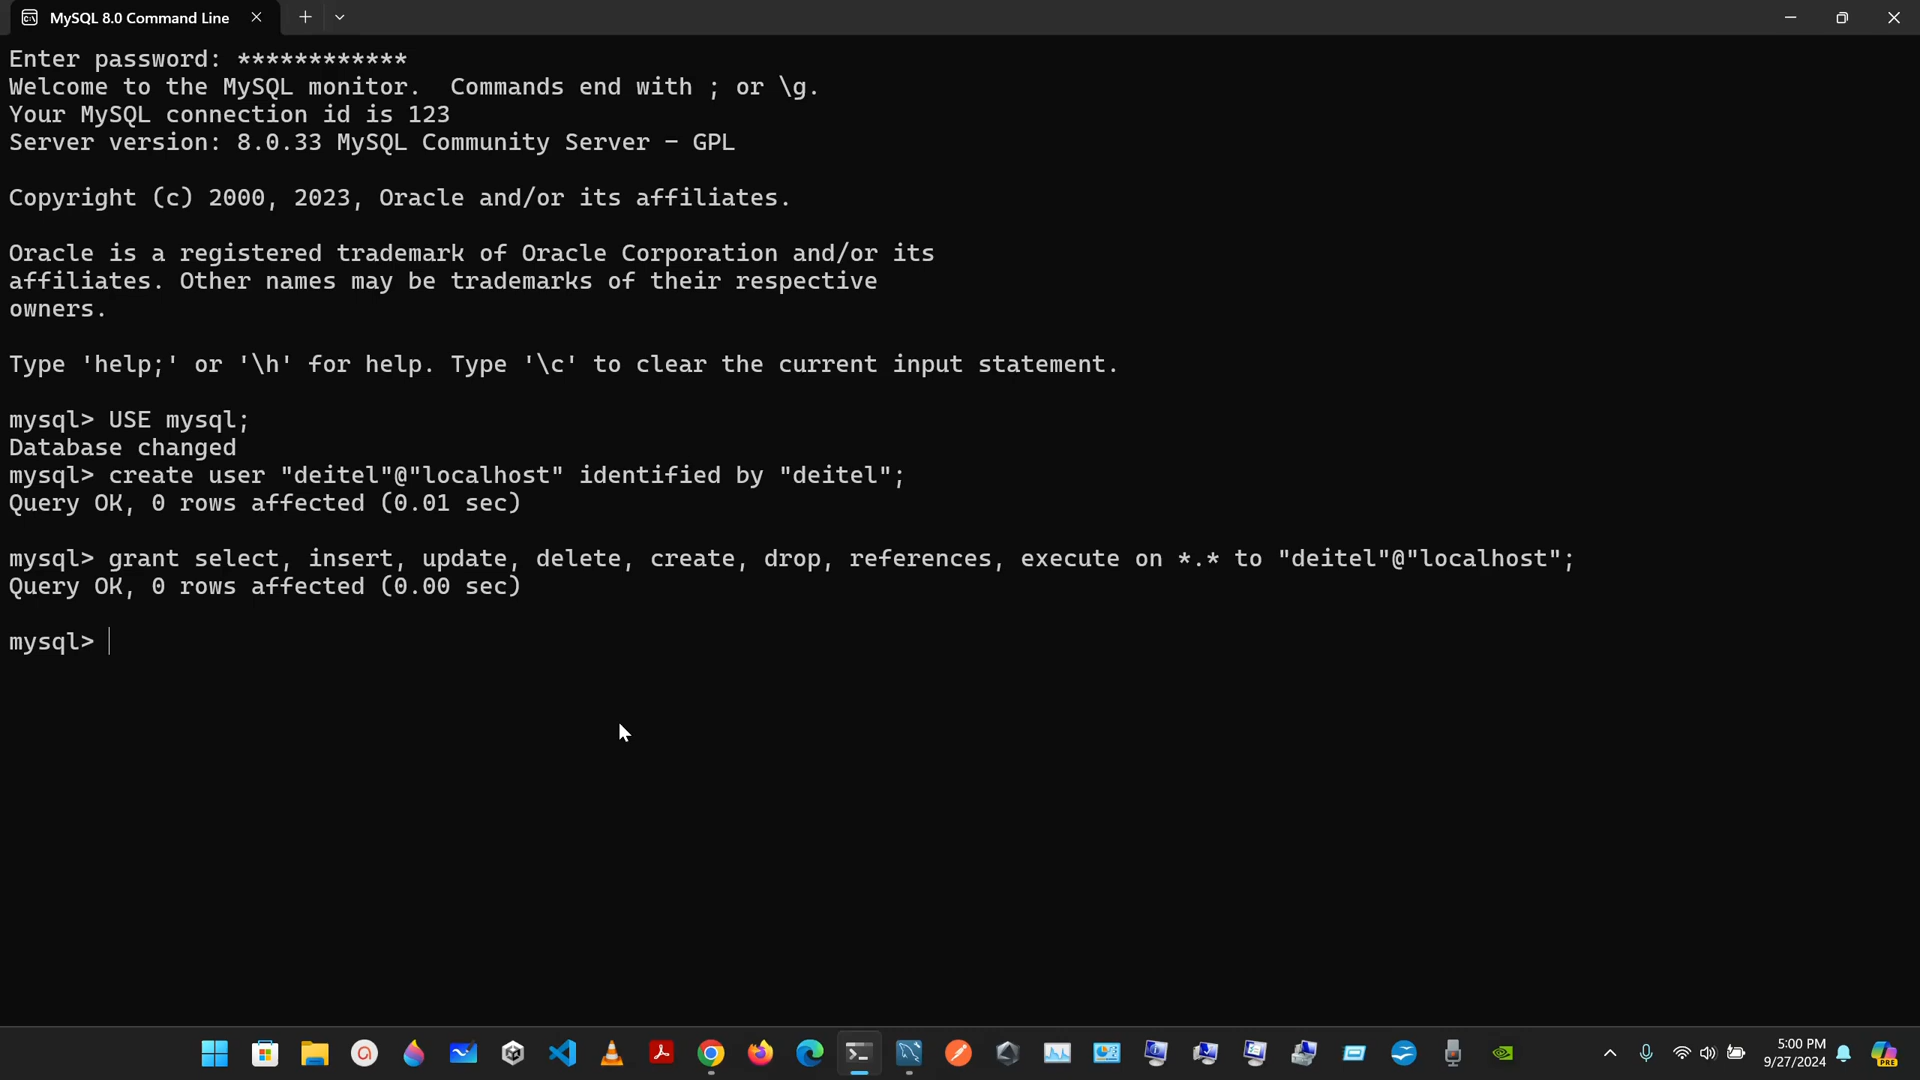 MySQL 8.0 Command Line
Enter password: ************
Welcome to the MySQL monitor.  Commands end with ; or \g.
Your MySQL connection id is 123
Server version: 8.0.33 MySQL Community Server - GPL
Copyright (c) 2000, 2023, Oracle and/or its affiliates.
Oracle is a registered trademark of Oracle Corporation and/or its
affiliates. Other names may be trademarks of their respective
owners.
Type 'help;' or '\h' for help. Type '\c' to clear the current input statement.
mysql> USE mysql;
Database changed
mysql> create user "deitel"@"localhost" identified by "deitel";
Query OK, 0 rows affected (0.01 sec)
mysql> grant select, insert, update, delete, create, drop, references, execute on *.* to "deitel"@"localhost";
Query OK, 0 rows affected (0.00 sec)
mysql>
5:00 PM
9/27/2024
PRE